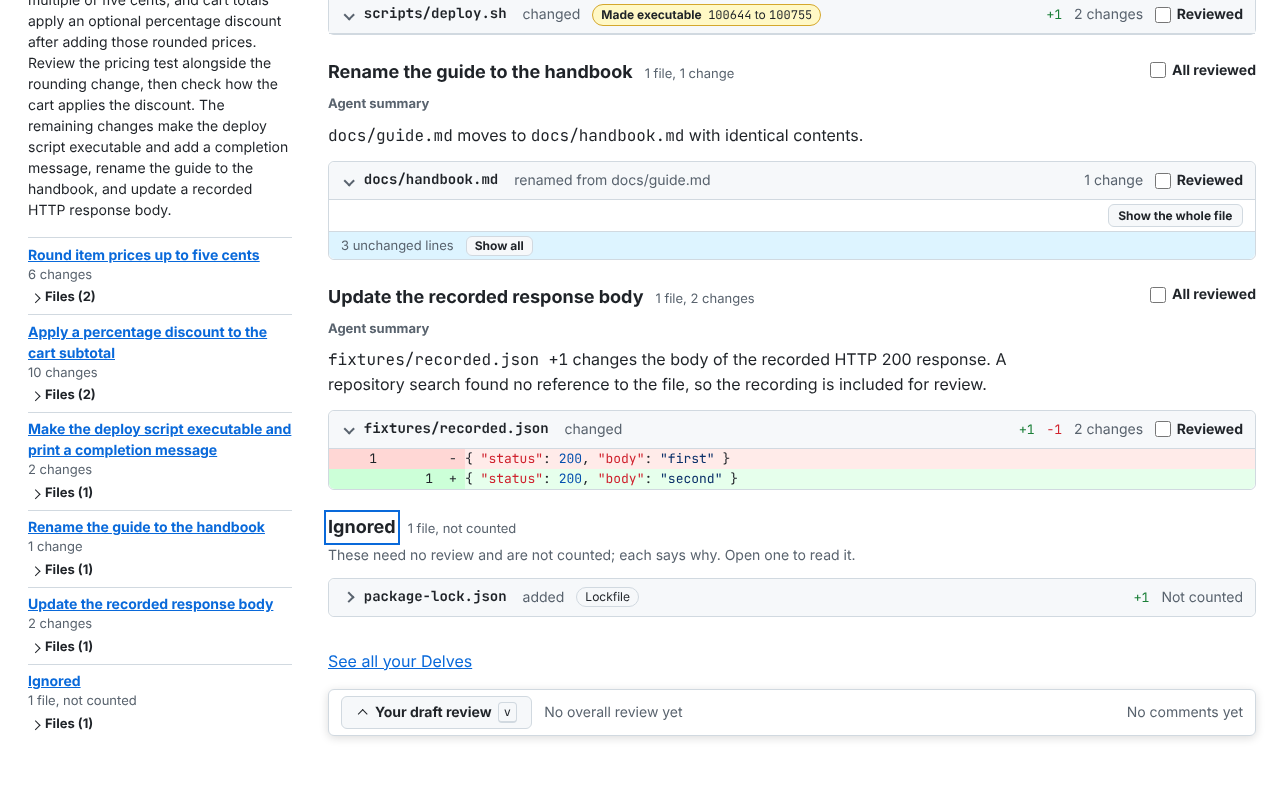 multiple of five cents, and cart totals
apply an optional percentage discount
after adding those rounded prices.
Review the pricing test alongside the
rounding change, then check how the
cart applies the discount. The
remaining changes make the deploy
script executable and add a completion
message, rename the guide to the
handbook, and update a recorded
HTTP response body.
Round item prices up to five cents
6 changes
Files (2)
Apply a percentage discount to the
cart subtotal
10 changes
Files (2)
Make the deploy script executable and
print a completion message
2 changes
Files (1)
Rename the guide to the handbook
1 change
Files (1)
Update the recorded response body
2 changes
Files (1)
Ignored
1 file, not counted
Files (1)
scripts/deploy.sh changed Made executable 100644 to 100755 +1 2 changes Reviewed
Rename the guide to the handbook 1 file, 1 change All reviewed
Agent summary
docs/guide.md moves to docs/handbook.md with identical contents.
docs/handbook.md renamed from docs/guide.md 1 change Reviewed
Show the whole file
3 unchanged lines Show all
Update the recorded response body 1 file, 2 changes All reviewed
Agent summary
fixtures/recorded.json +1 changes the body of the recorded HTTP 200 response. A
repository search found no reference to the file, so the recording is included for review.
fixtures/recorded.json changed +1 -1 2 changes Reviewed
1 - { "status": 200, "body": "first" }
1 + { "status": 200, "body": "second" }
Ignored 1 file, not counted
These need no review and are not counted; each says why. Open one to read it.
package-lock.json added Lockfile +1 Not counted
See all your Delves
Your draft review v No overall review yet No comments yet